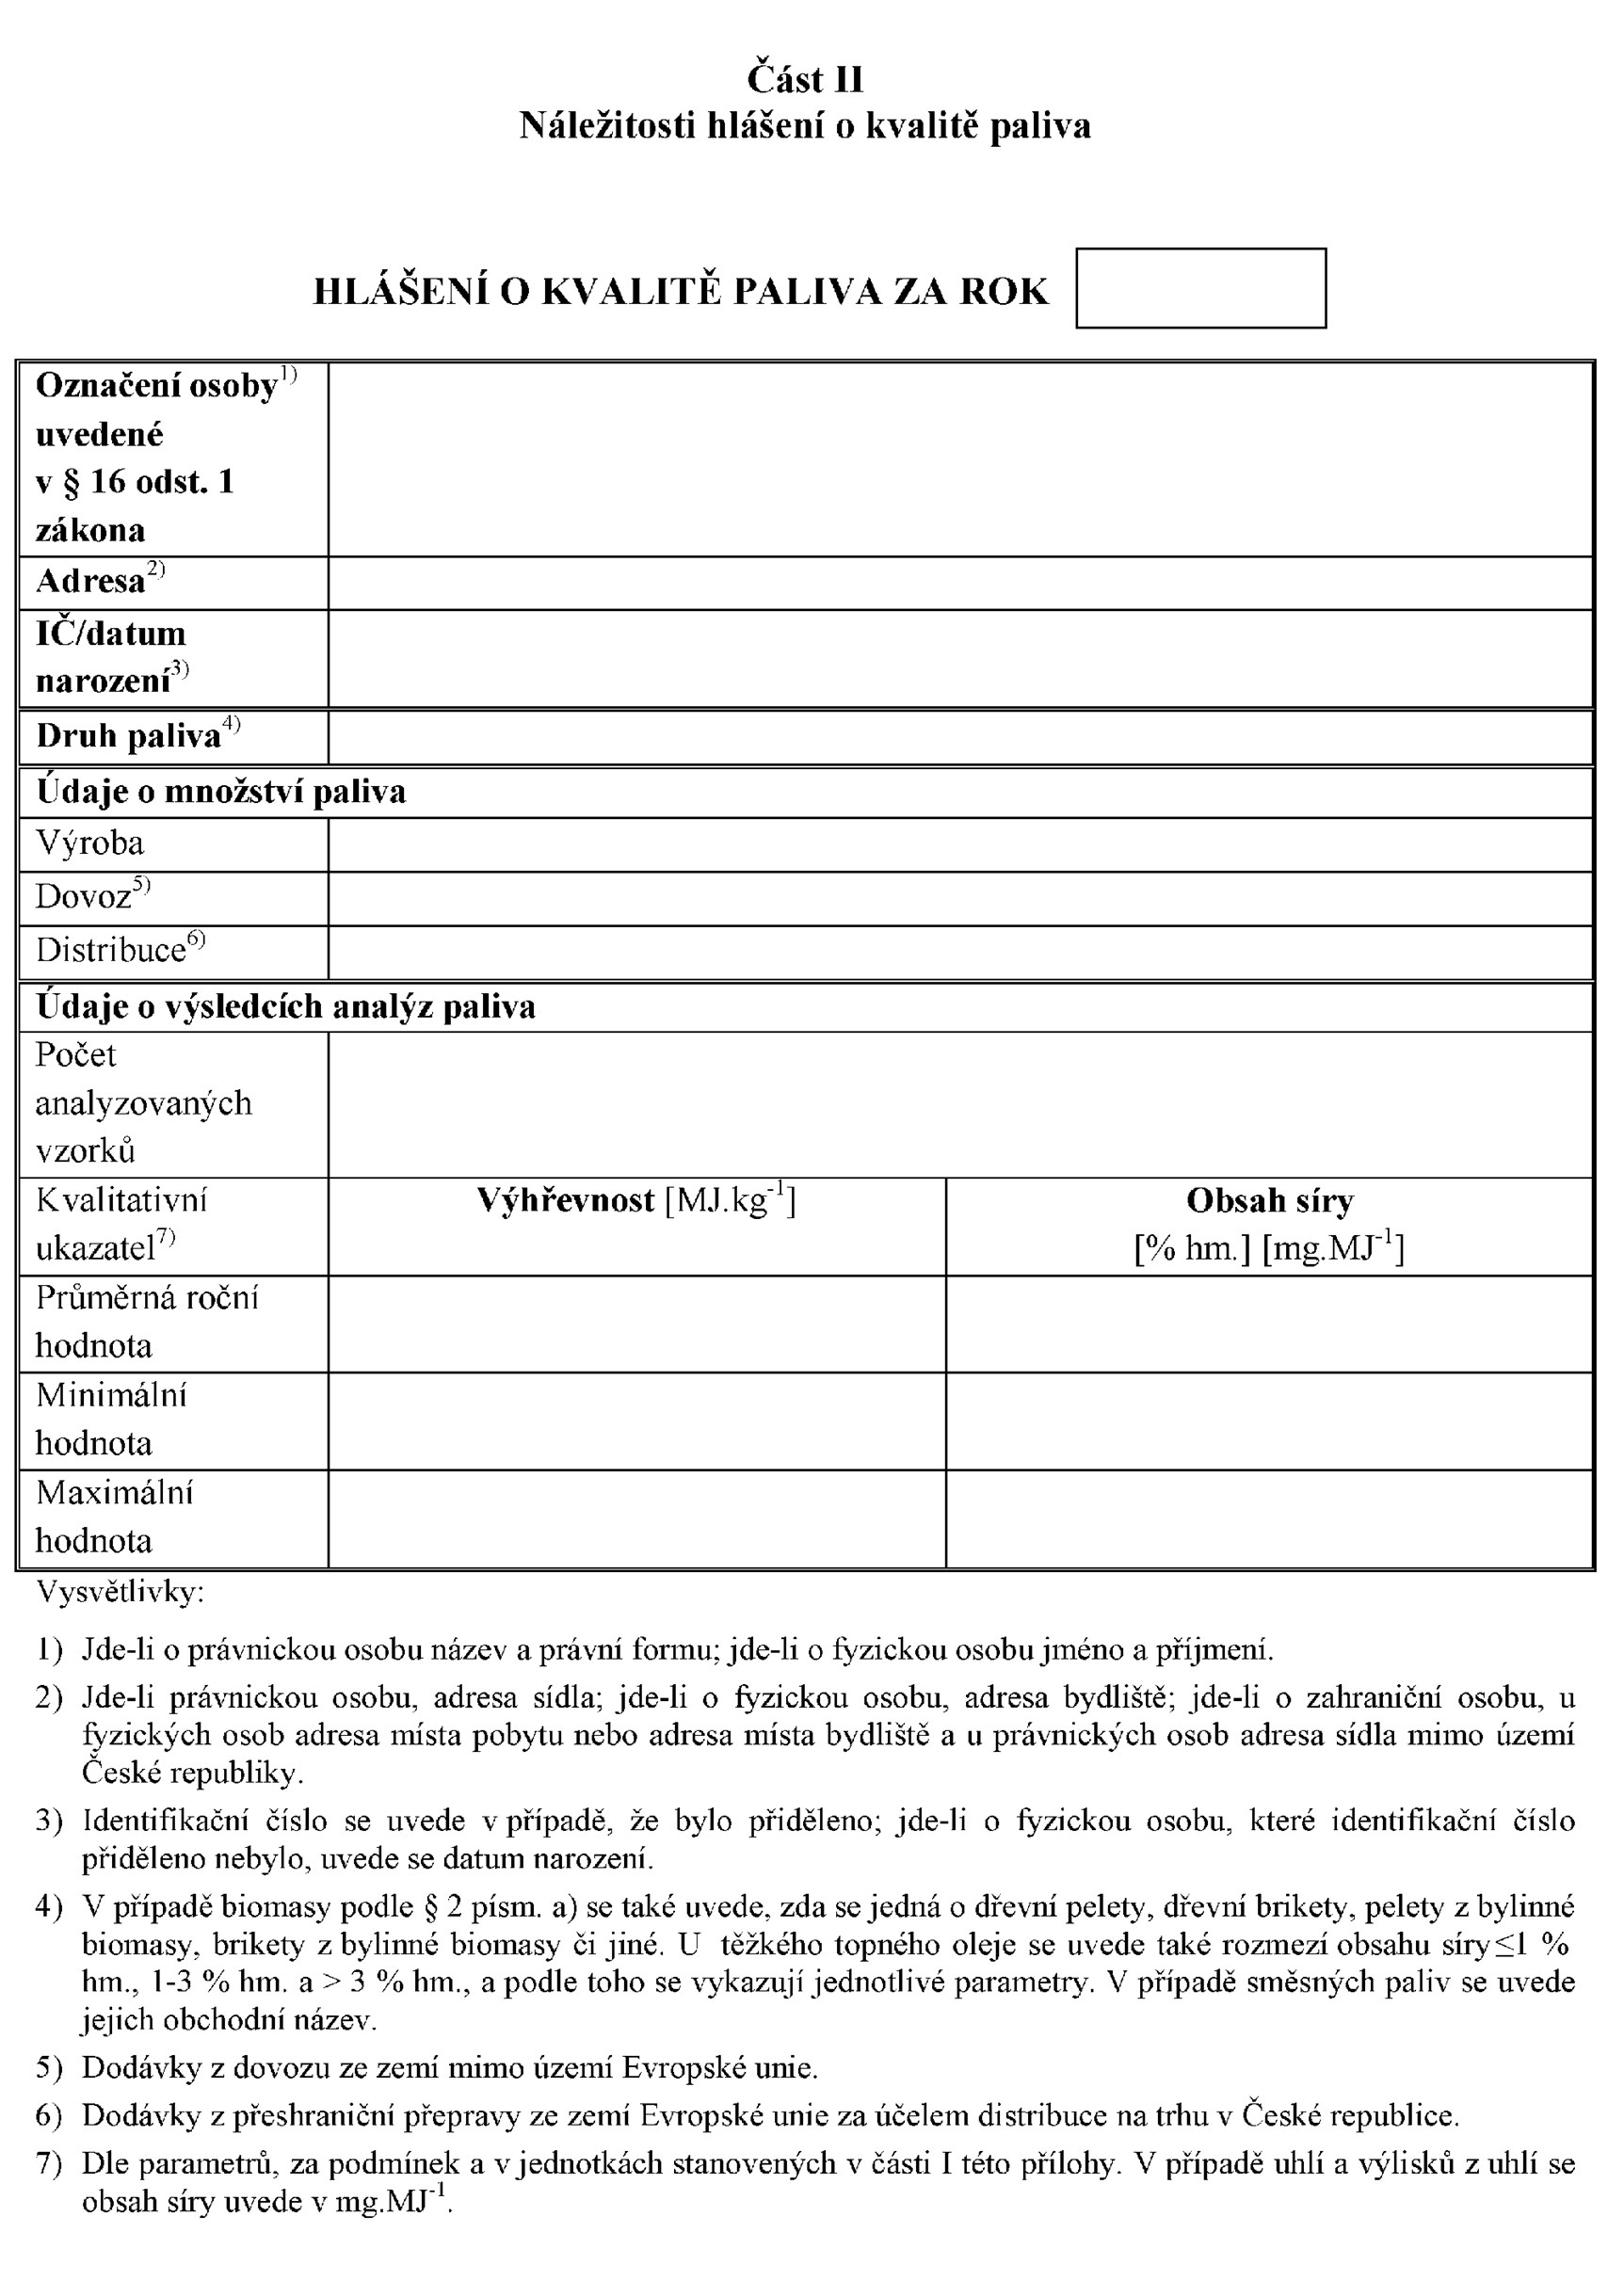 Část II
Náležitosti hlášení o kvalitě paliva
HLÁŠENÍ O KVALITĚ PALIVA ZA ROK
Označení osoby1)
uvedené
v § 16 odst. 1
zákona
Adresa2)
IČ/datum
narození3)
Druh paliva4)
Údaje o množství paliva
Výroba
Dovoz5)
Distribuce6)
Údaje o výsledcích analýz paliva
Počet
analyzovaných
vzorků
Kvalitativní
ukazatel7)
Výhřevnost [MJ.kg-1]
Obsah síry
[% hm.] [mg.MJ-1]
Průměrná roční
hodnota
Minimální
hodnota
Maximální
hodnota
Vysvětlivky:
1) Jde-li o právnickou osobu název a právní formu; jde-li o fyzickou osobu jméno a příjmení.
2) Jde-li právnickou osobu, adresa sídla; jde-li o fyzickou osobu, adresa bydliště; jde-li o zahraniční osobu, u
fyzických osob adresa místa pobytu nebo adresa místa bydliště a u právnických osob adresa sídla mimo území
České republiky.
3) Identifikační číslo se uvede v případě, že bylo přiděleno; jde-li o fyzickou osobu, které identifikační číslo
přiděleno nebylo, uvede se datum narození.
4) V případě biomasy podle § 2 písm. a) se také uvede, zda se jedná o dřevní pelety, dřevní brikety, pelety z bylinné
biomasy, brikety z bylinné biomasy či jiné. U těžkého topného oleje se uvede také rozmezí obsahu síry≤1 %
hm., 1-3 % hm. a > 3 % hm., a podle toho se vykazují jednotlivé parametry. V případě směsných paliv se uvede
jejich obchodní název.
5) Dodávky z dovozu ze zemí mimo území Evropské unie.
6) Dodávky z přeshraniční přepravy ze zemí Evropské unie za účelem distribuce na trhu v České republice.
7) Dle parametrů, za podmínek a v jednotkách stanovených v části I této přílohy. V případě uhlí a výlisků z uhlí se
obsah síry uvede v mg.MJ-1.